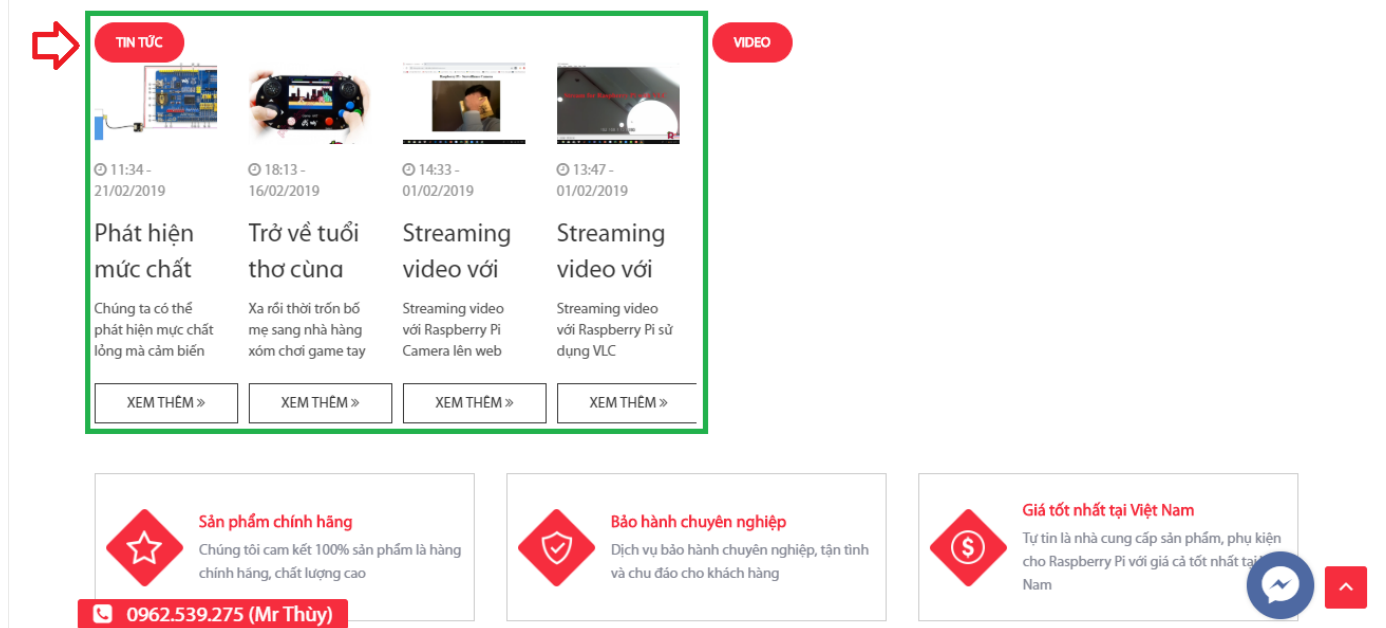 TIN TỨC
VIDEO
11:34 -
21/02/2019
Phát hiện
mức chất
Chúng ta có thể
phát hiện mực chất
lỏng mà cảm biến
XEM THÊM »
18:13 -
16/02/2019
Trở về tuổi
thơ cùng
Xa rồi thời trốn bố
mẹ sang nhà hàng
xóm chơi game tay
XEM THÊM »
14:33 -
01/02/2019
Streaming
video với
Streaming video
với Raspberry Pi
Camera lên web
XEM THÊM »
13:47 -
01/02/2019
Streaming
video với
Streaming video
với Raspberry Pi sử
dụng VLC
XEM THÊM »
Sản phẩm chính hãng
Chúng tôi cam kết 100% sản phẩm là hàng
chính hãng, chất lượng cao
Bảo hành chuyên nghiệp
Dịch vụ bảo hành chuyên nghiệp, tận tình
và chu đáo cho khách hàng
Giá tốt nhất tại Việt Nam
Tự tin là nhà cung cấp sản phẩm, phụ kiện
cho Raspberry Pi với giá cả tốt nhất tại
Nam
0962.539.275 (Mr Thùy)